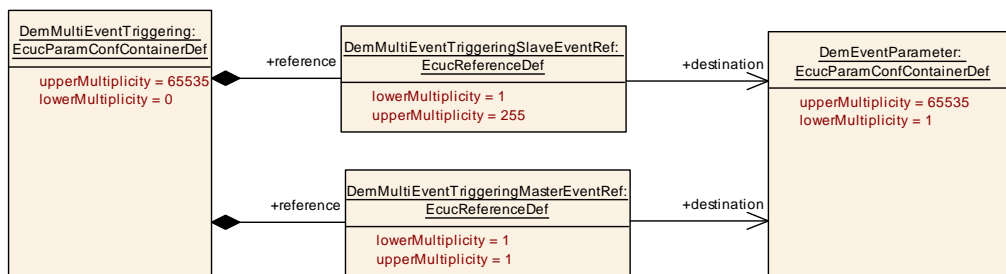 DemMultiEventTriggering:
EcucParamConfContainerDef
upperMultiplicity = 65535
lowerMultiplicity = 0
+reference
DemMultiEventTriggeringSlaveEventRef:
EcucReferenceDef
lowerMultiplicity = 1
upperMultiplicity = 255
+destination
DemEventParameter:
EcucParamConfContainerDef
upperMultiplicity = 65535
lowerMultiplicity = 1
+reference
DemMultiEventTriggeringMasterEventRef:
EcucReferenceDef
lowerMultiplicity = 1
upperMultiplicity = 1
+destination